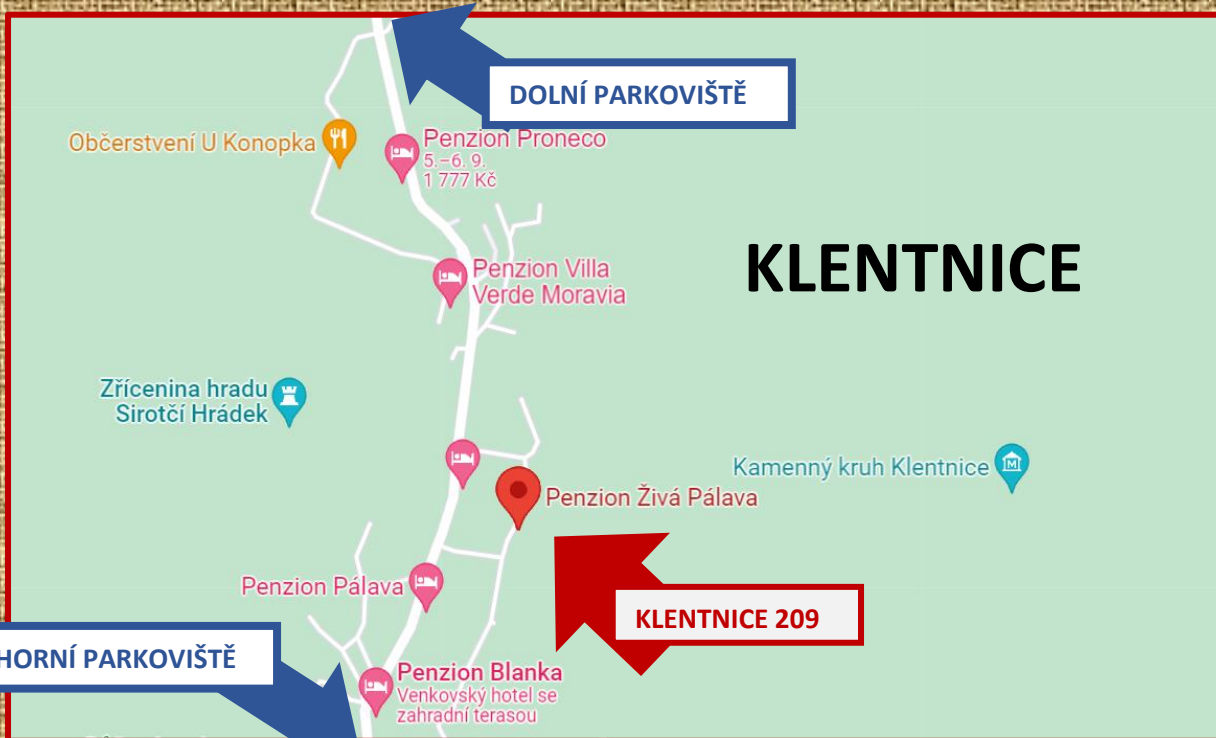 DOLNÍ PARKOVIŠTĚ
Občerstvení U Konopka
Penzion Proneco
5.–6. 9.
1 777 Kč
KLENTNICE
Penzion Villa
Verde Moravia
Zřícenina hradu
Sirotčí Hrádek
Kamenný kruh Klentnice
Penzion Živá Pálava
Penzion Pálava
KLENTNICE 209
HORNÍ PARKOVIŠTĚ
Penzion Blanka
Venkovský hotel se
zahradní terasou